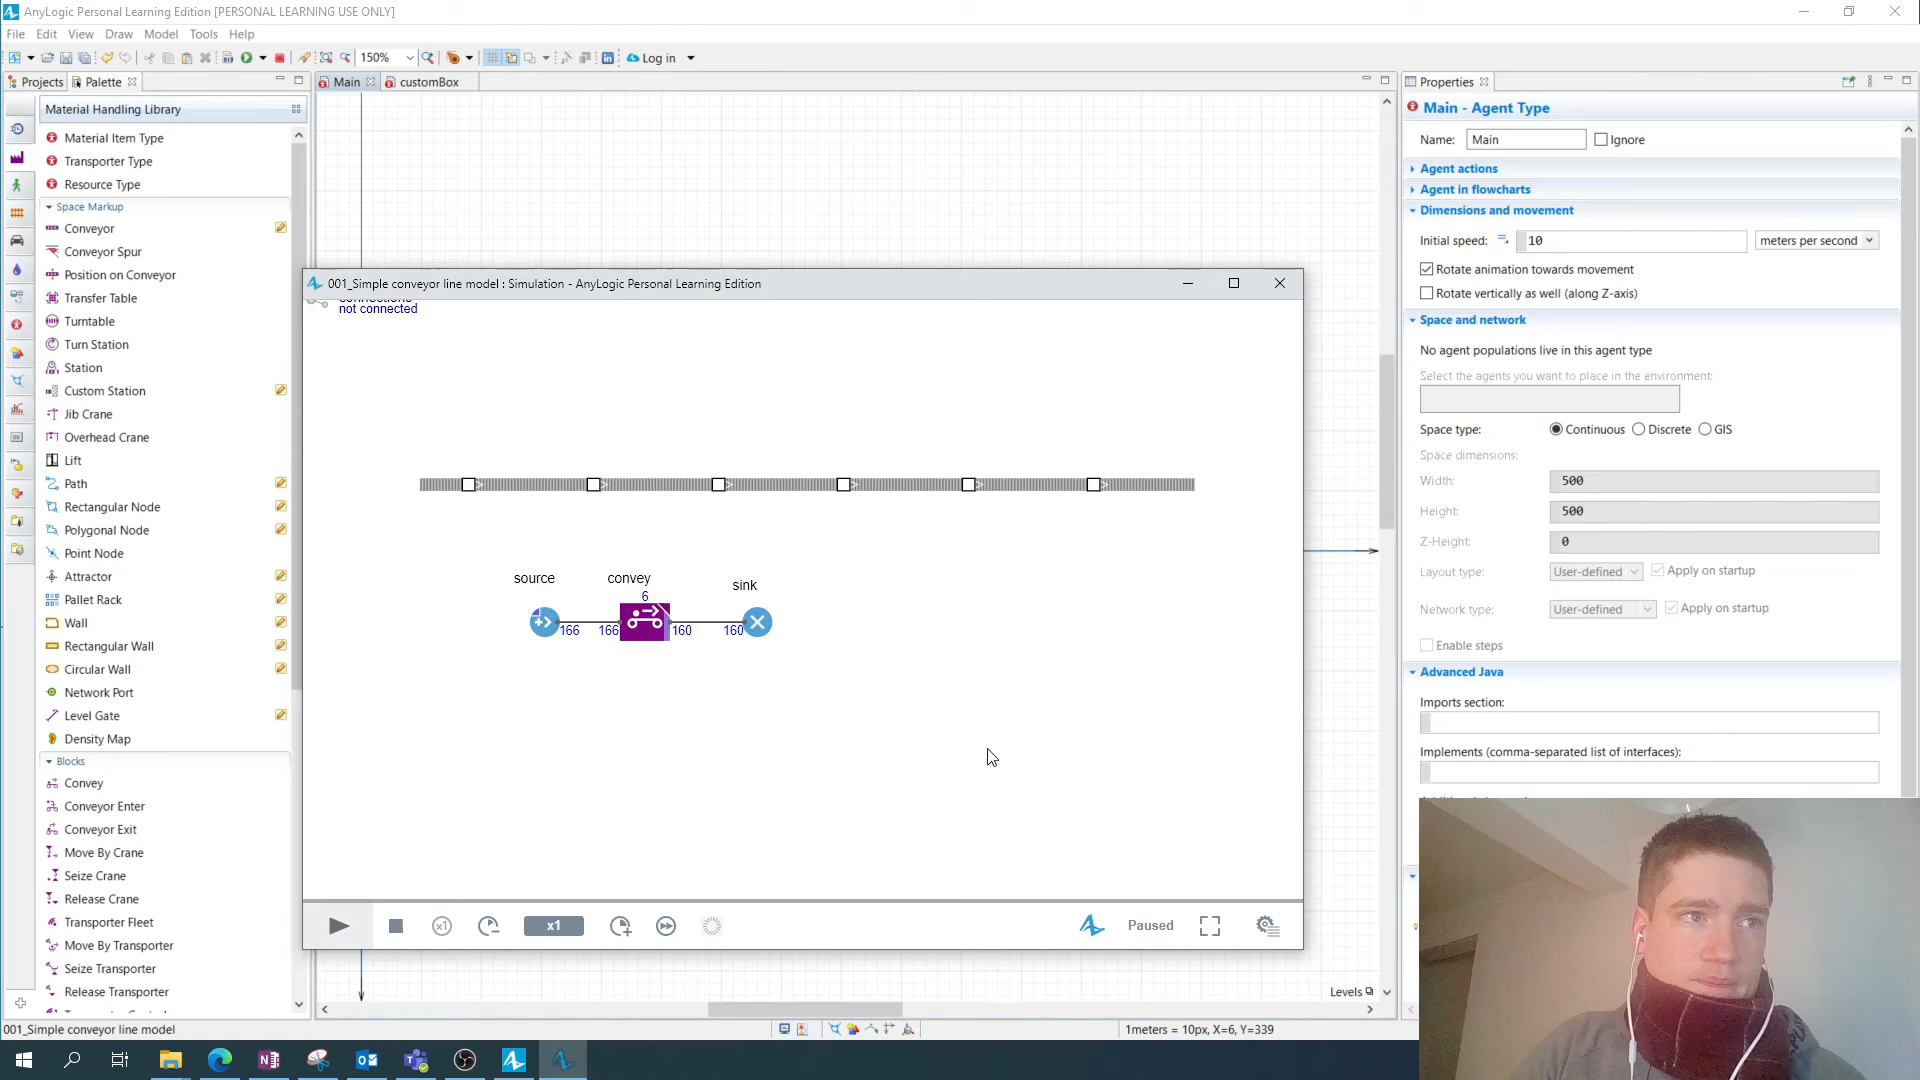 AnyLogic Personal Learning Edition [PERSONAL LEARNING USE ONLY]
File Edit View Draw Model Tools Help
150% Log in
Projects Palette
Main customBox
Properties
Material Handling Library
Material Item Type
Transporter Type
Resource Type
Space Markup
Conveyor
Conveyor Spur
Position on Conveyor
Transfer Table
Turntable
Turn Station
Station
Custom Station
Jib Crane
Overhead Crane
Lift
Path
Rectangular Node
Polygonal Node
Point Node
Attractor
Pallet Rack
Wall
Rectangular Wall
Circular Wall
Network Port
Level Gate
Density Map
Blocks
Convey
Conveyor Enter
Conveyor Exit
Move By Crane
Seize Crane
Release Crane
Transporter Fleet
Move By Transporter
Seize Transporter
Release Transporter
001_Simple conveyor line model : Simulation - AnyLogic Personal Learning Edition
connections
not connected
source convey sink
6
166 166 160 160
x1 x1 Paused
Levels
Main - Agent Type
Name: Main Ignore
Agent actions
Agent in flowcharts
Dimensions and movement
Initial speed: 10 meters per second
Rotate animation towards movement
Rotate vertically as well (along Z-axis)
Space and network
No agent populations live in this agent type
Select the agents you want to place in the environment:
Space type: Continuous Discrete GIS
Space dimensions:
Width: 500
Height: 500
Z-Height: 0
Layout type: User-defined Apply on startup
Network type: User-defined Apply on startup
Enable steps
Advanced Java
Imports section:
Implements (comma-separated list of interfaces):
001_Simple conveyor line model
1meters = 10px, X=6, Y=339